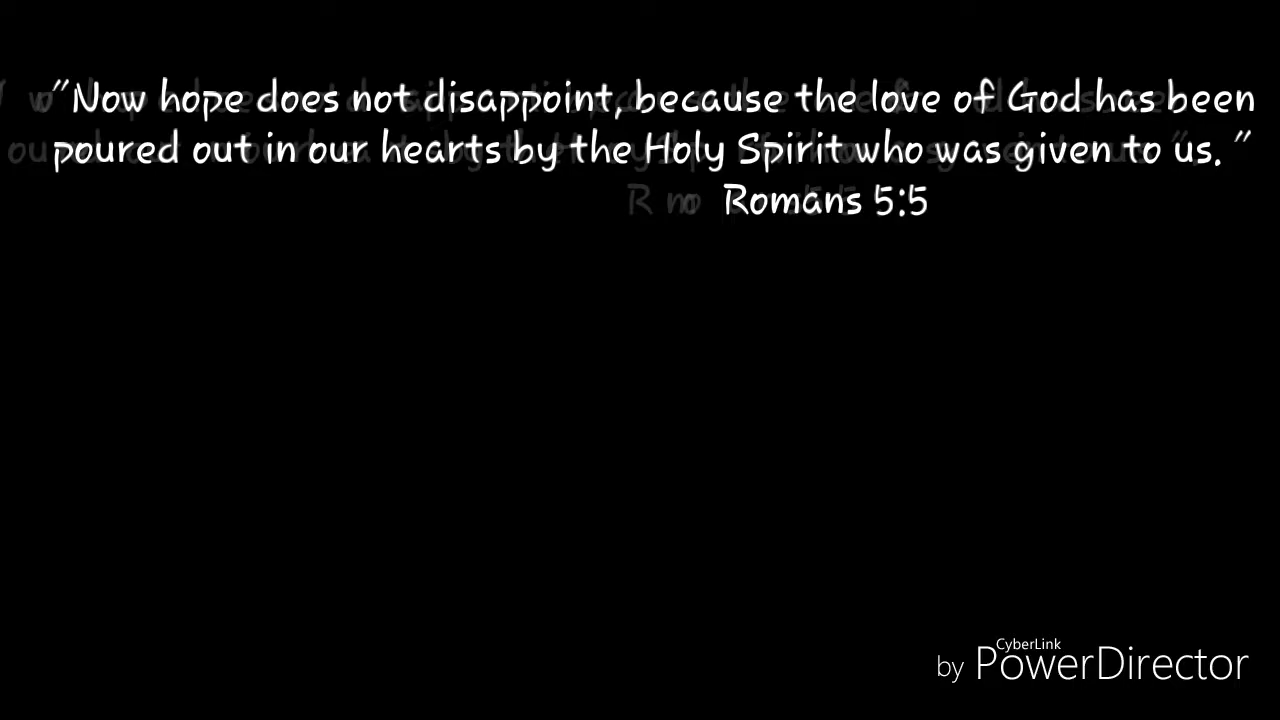 "Now hope does not disappoint, because the love of God has been
poured out in our hearts by the Holy Spirit who was given to us. "
Romans 5:5
CyberLink
by PowerDirector